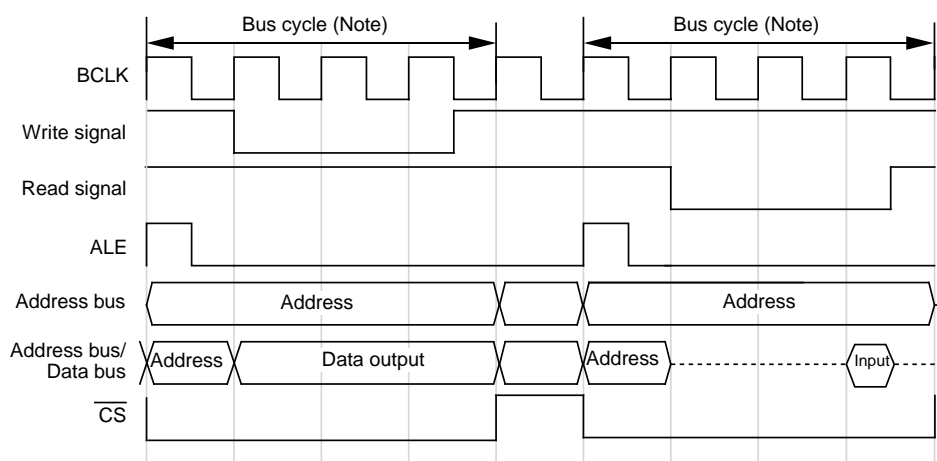 Bus cycle (Note)
Bus cycle (Note)
BCLK
Write signal
Read signal
ALE
Address bus
Address
Address
Address bus/
Data bus
Address
Data output
Address
Input
CS